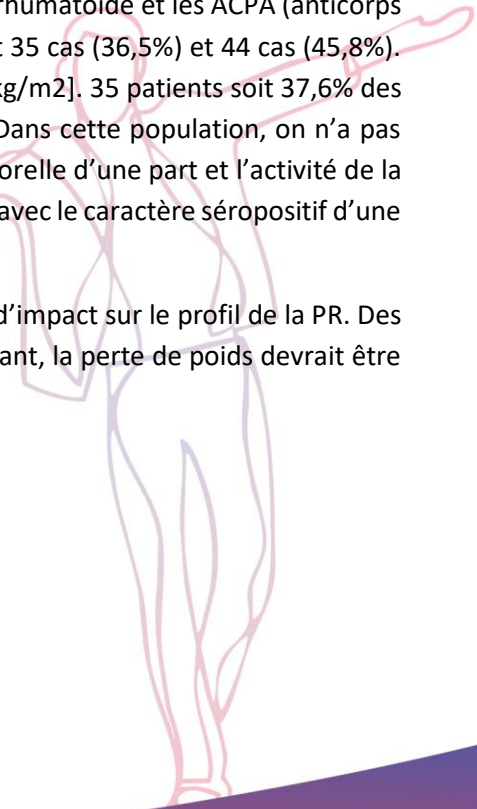 rhumatoïde et les ACPA (anticorps
t 35 cas (36,5%) et 44 cas (45,8%).
kg/m2]. 35 patients soit 37,6% des
Dans cette population, on n’a pas
orelle d’une part et l’activité de la
avec le caractère séropositif d’une
d’impact sur le profil de la PR. Des
ant, la perte de poids devrait être